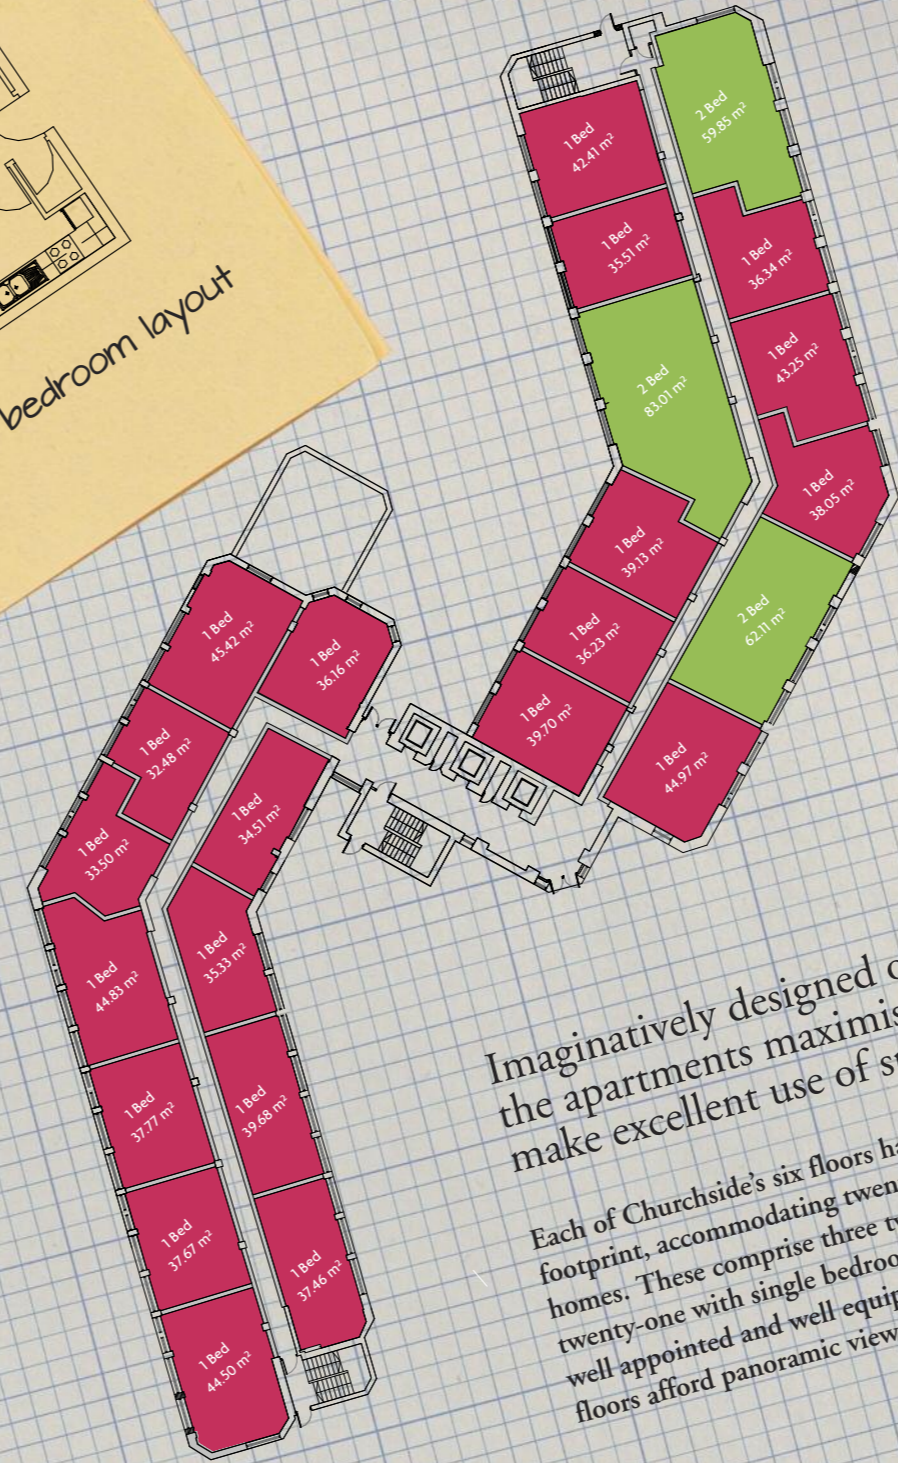 bedroom layout
2 Bed
59.85 m²
1 Bed
42.41 m²
1 Bed
35.51 m²
1 Bed
36.34 m²
1 Bed
43.25 m²
2 Bed
83.01 m²
1 Bed
38.05 m²
1 Bed
39.13 m²
1 Bed
36.23 m²
2 Bed
62.11 m²
1 Bed
39.70 m²
1 Bed
44.97 m²
1 Bed
45.42 m²
1 Bed
36.16 m²
1 Bed
32.48 m²
1 Bed
34.51 m²
1 Bed
33.50 m²
1 Bed
35.33 m²
1 Bed
44.83 m²
1 Bed
37.77 m²
1 Bed
39.68 m²
1 Bed
37.67 m²
1 Bed
37.46 m²
1 Bed
44.50 m²
Imaginatively designed
the apartments
make excellent use of
Each of Churchside’s six floors
footprint, accommodating
homes. These comprise three
twenty-one with single
well appointed and well
floors afford panoramic